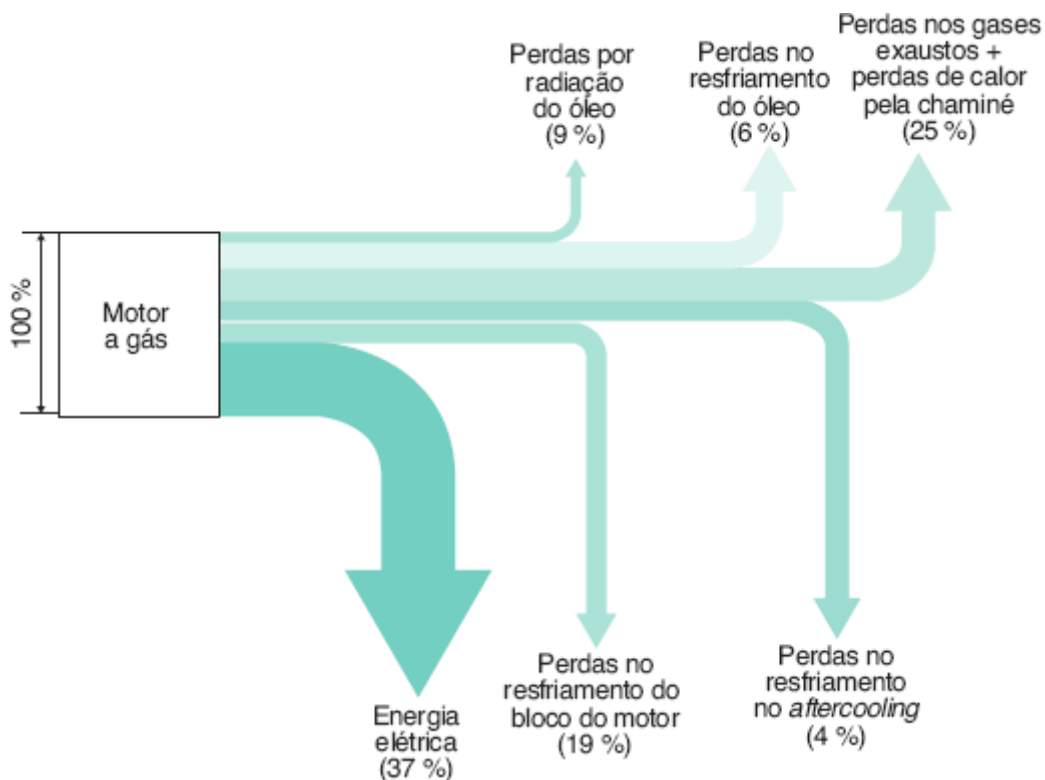 Perdas por
radiação
do óleo
(9 %)
Perdas no
resfriamento
do óleo
(6 %)
Perdas nos gases
exaustos +
perdas de calor
pela chaminé
(25 %)
100 %
Motor
a gás
Energia
elétrica
(37 %)
Perdas no
resfriamento do
bloco do motor
(19 %)
Perdas no
resfriamento
no aftercooling
(4 %)